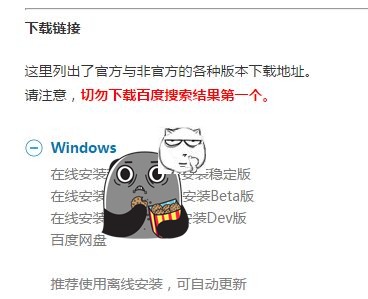 下载链接
这里列出了官方与非官方的各种版本下载地址。
请注意，切勿下载百度搜索结果第一个。
Windows
在线安装 安装稳定版
在线安装 安装Beta版
在线安装 安装Dev版
百度网盘
推荐使用离线安装，可自动更新